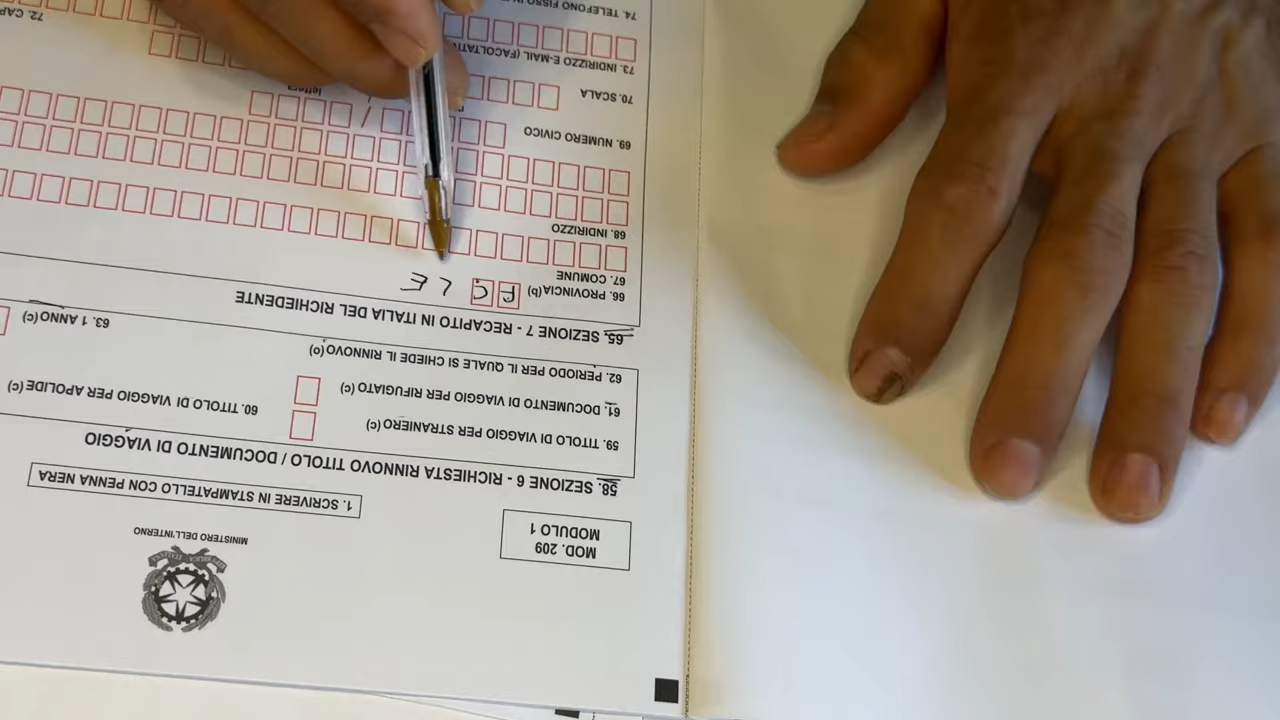 MINISTERO DELL'INTERNO
MOD. 209
MODULO 1
1. SCRIVERE IN STAMPATELLO CON PENNA NERA
58. SEZIONE 6 - RICHIESTA RINNOVO TITOLO / DOCUMENTO DI VIAGGIO
59. TITOLO DI VIAGGIO PER STRANIERO (c)
60. TITOLO DI VIAGGIO PER APOLIDE (c)
61. DOCUMENTO DI VIAGGIO PER RIFUGIATO (c)
62. PERIODO PER IL QUALE SI CHIEDE IL RINNOVO (o)
63. 1 ANNO (c)
65. SEZIONE 7 - RECAPITO IN ITALIA DEL RICHIEDENTE
66. PROVINCIA(b) F C L E
67. COMUNE
68. INDIRIZZO
69. NUMERO CIVICO /
70. SCALA lettera
72. CAP
73. INDIRIZZO E-MAIL (FACOLTATIV
74. TELEFONO FISSO